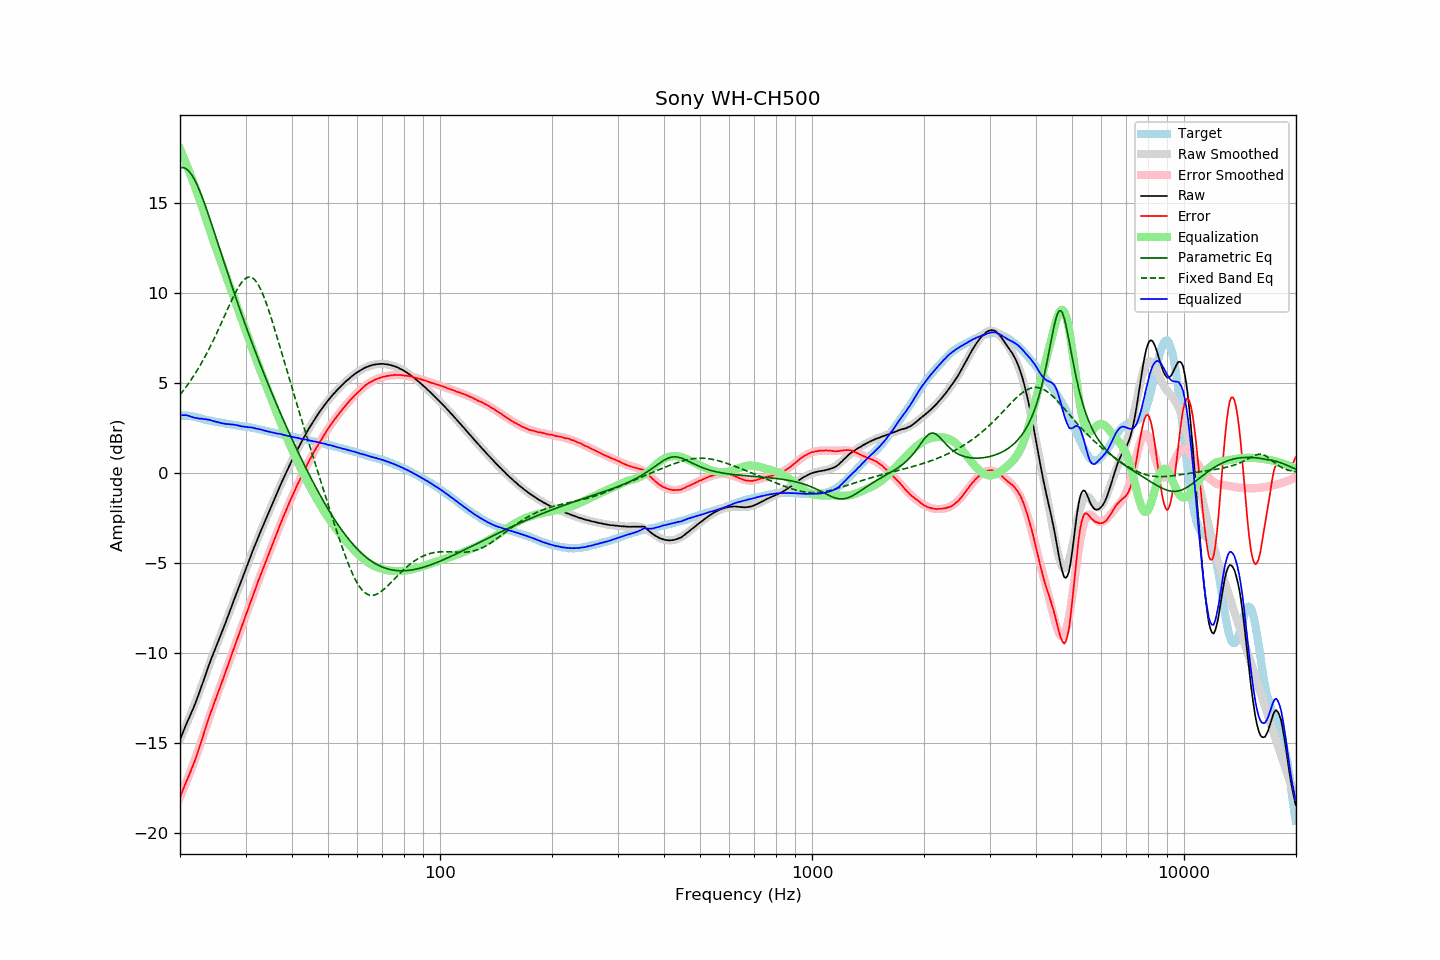 Sony WH-CH500
Target
Raw Smoothed
Error Smoothed
Raw
Error
Equalization
Parametric Eq
Fixed Band Eq
Equalized
Amplitude (dBr)
15
10
5
0
−5
−10
−15
−20
100 1000 10000
Frequency (Hz)